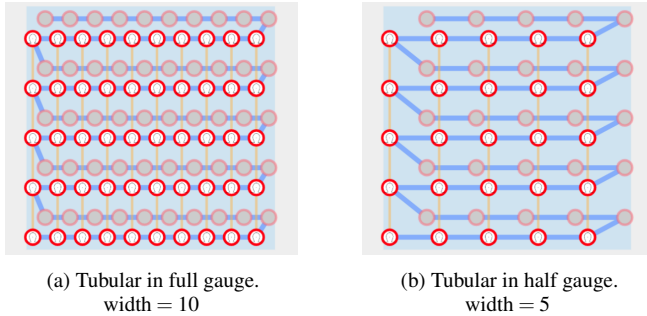 (a) Tubular in full gauge.
width = 10
(b) Tubular in half gauge.
width = 5